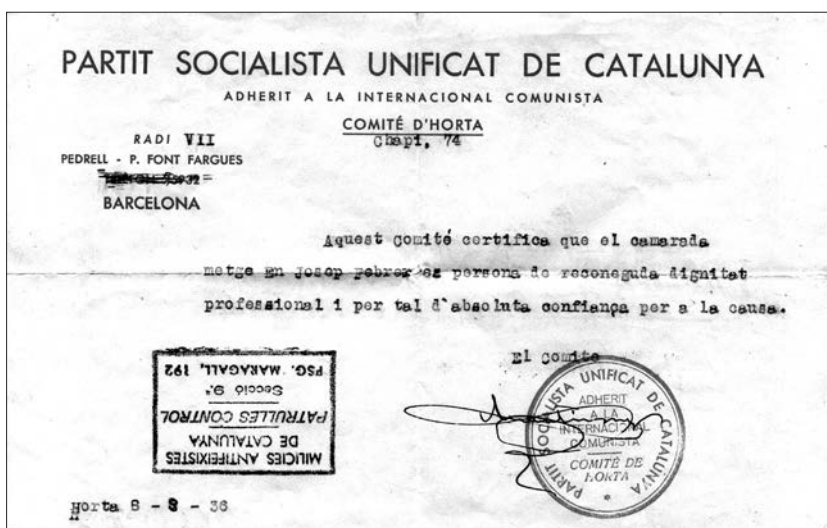 PARTIT SOCIALISTA UNIFICAT DE CATALUNYA
ADHERIT A LA INTERNACIONAL COMUNISTA
COMITÉ D'HORTA
Chapi, 74
RADI VII
PEDRELL - P. FONT FARGUES
BARCELONA
Aquest Comité certifica que el camarada
metge En Josep Pebrer es persona de reconeguda dignitat
professional i per tal d'absoluta confiança per a la causa.
El Comite
MILICIES ANTIFEIXISTES
DE CATALUNYA
PATRULLES CONTROL
Secció 9.ª
PSG. MARAGALL, 192
PARTIT SOCIALISTA UNIFICAT DE CATALUNYA
ADHERIT
A LA
INTERNACIONAL
COMUNISTA
COMITÉ DE
HORTA
Horta 8 - 8 - 36